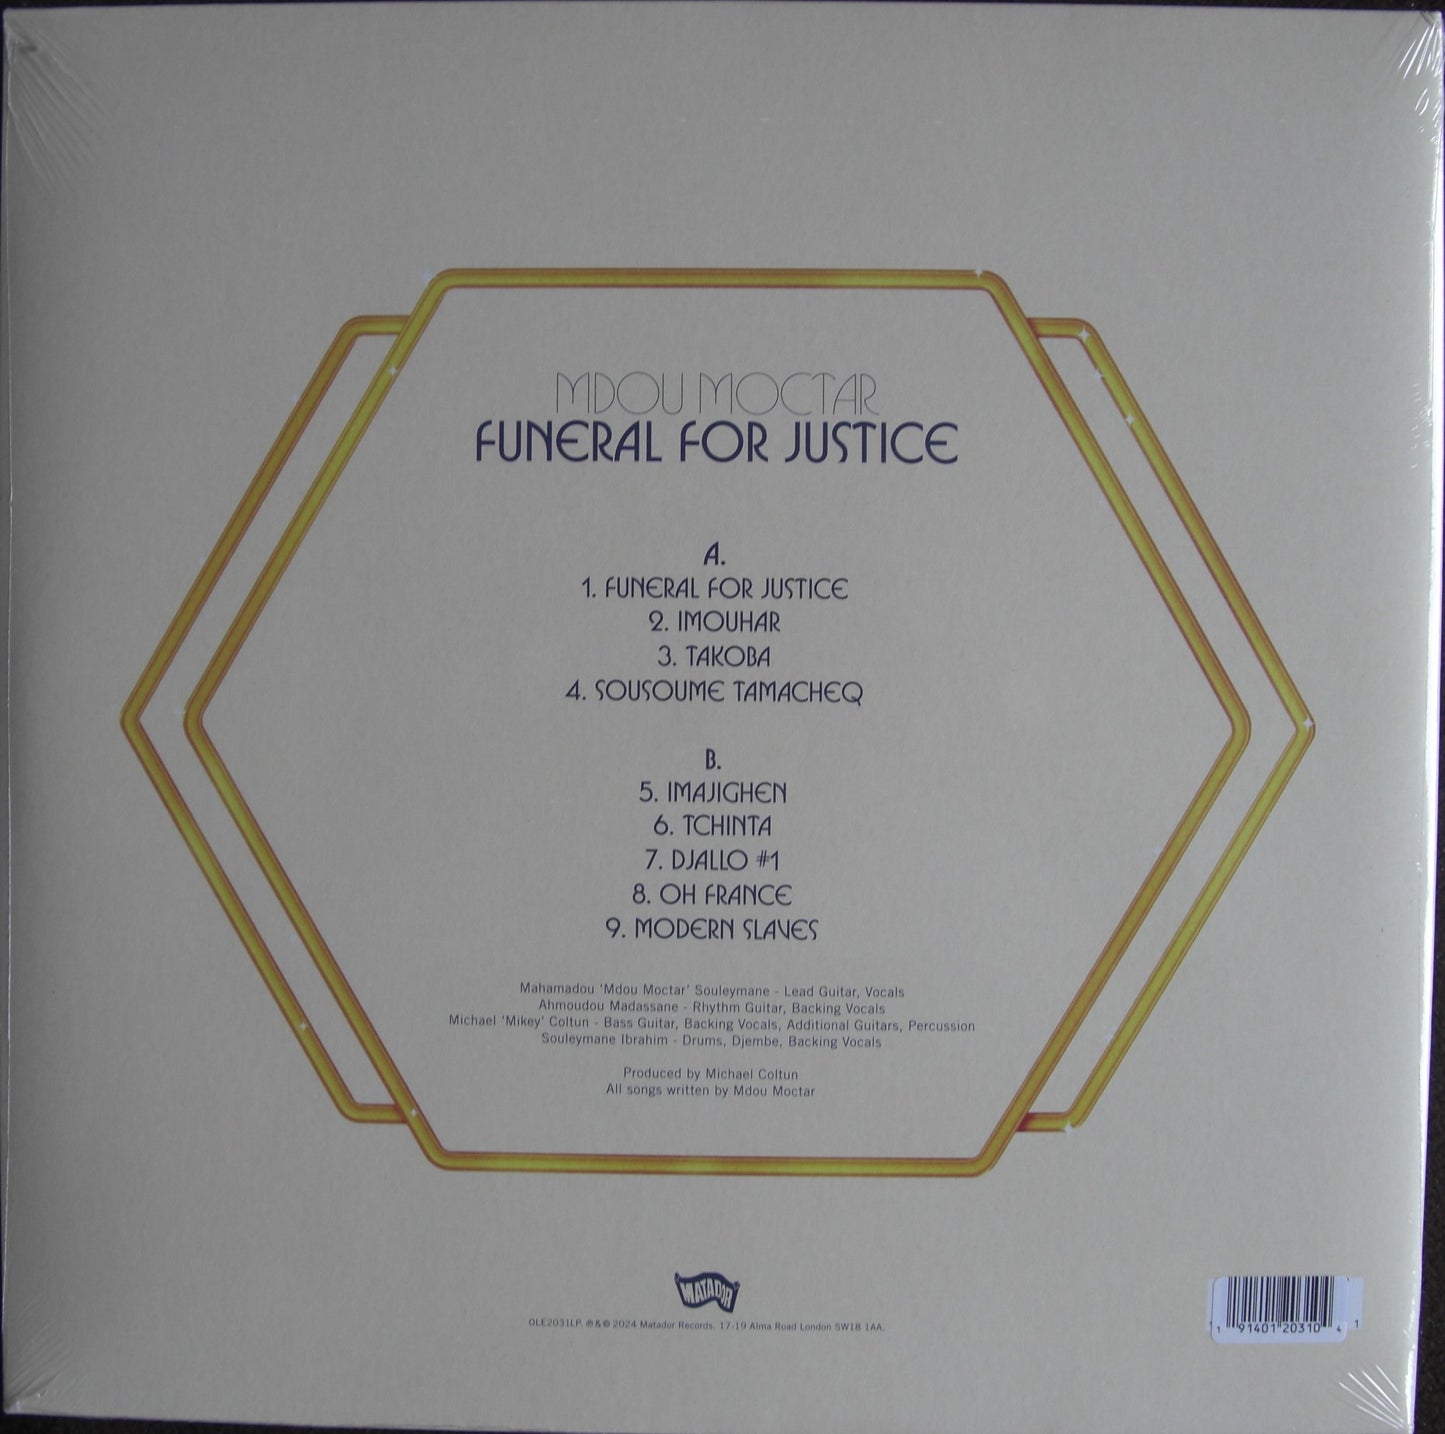 MDOU MOCTAR
FUNERAL FOR JUSTICE
A.
1. FUNERAL FOR JUSTICE
2. IMOUHAR
3. TAKOBA
4. SOUSOUME TAMACHEQ
B.
5. IMAJIGHEN
6. TCHINTA
7. DJALLO #1
8. OH FRANCE
9. MODERN SLAVES
Mahamadou 'Mdou Moctar' Souleymane - Lead Guitar, Vocals
Ahmoudou Madassane - Rhythm Guitar, Backing Vocals
Michael 'Mikey' Coltun - Bass Guitar, Backing Vocals, Additional Guitars, Percussion
Souleymane Ibrahim - Drums, Djembe, Backing Vocals
Produced by Michael Coltun
All songs written by Mdou Moctar
MATADOR
OLE2031LP. ℗&© 2024 Matador Records. 17-19 Alma Road London SW18 1AA.
1 91401 20310 4